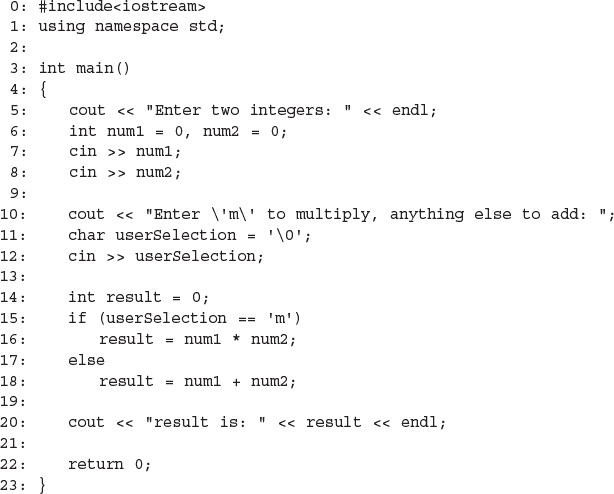 0: #include<iostream>
1: using namespace std;
2:
3: int main()
4: {
5:    cout << "Enter two integers: " << endl;
6:    int num1 = 0, num2 = 0;
7:    cin >> num1;
8:    cin >> num2;
9:
10:    cout << "Enter \'m\' to multiply, anything else to add: ";
11:    char userSelection = '\0';
12:    cin >> userSelection;
13:
14:    int result = 0;
15:    if (userSelection == 'm')
16:       result = num1 * num2;
17:    else
18:       result = num1 + num2;
19:
20:    cout << "result is: " << result << endl;
21:
22:    return 0;
23: }